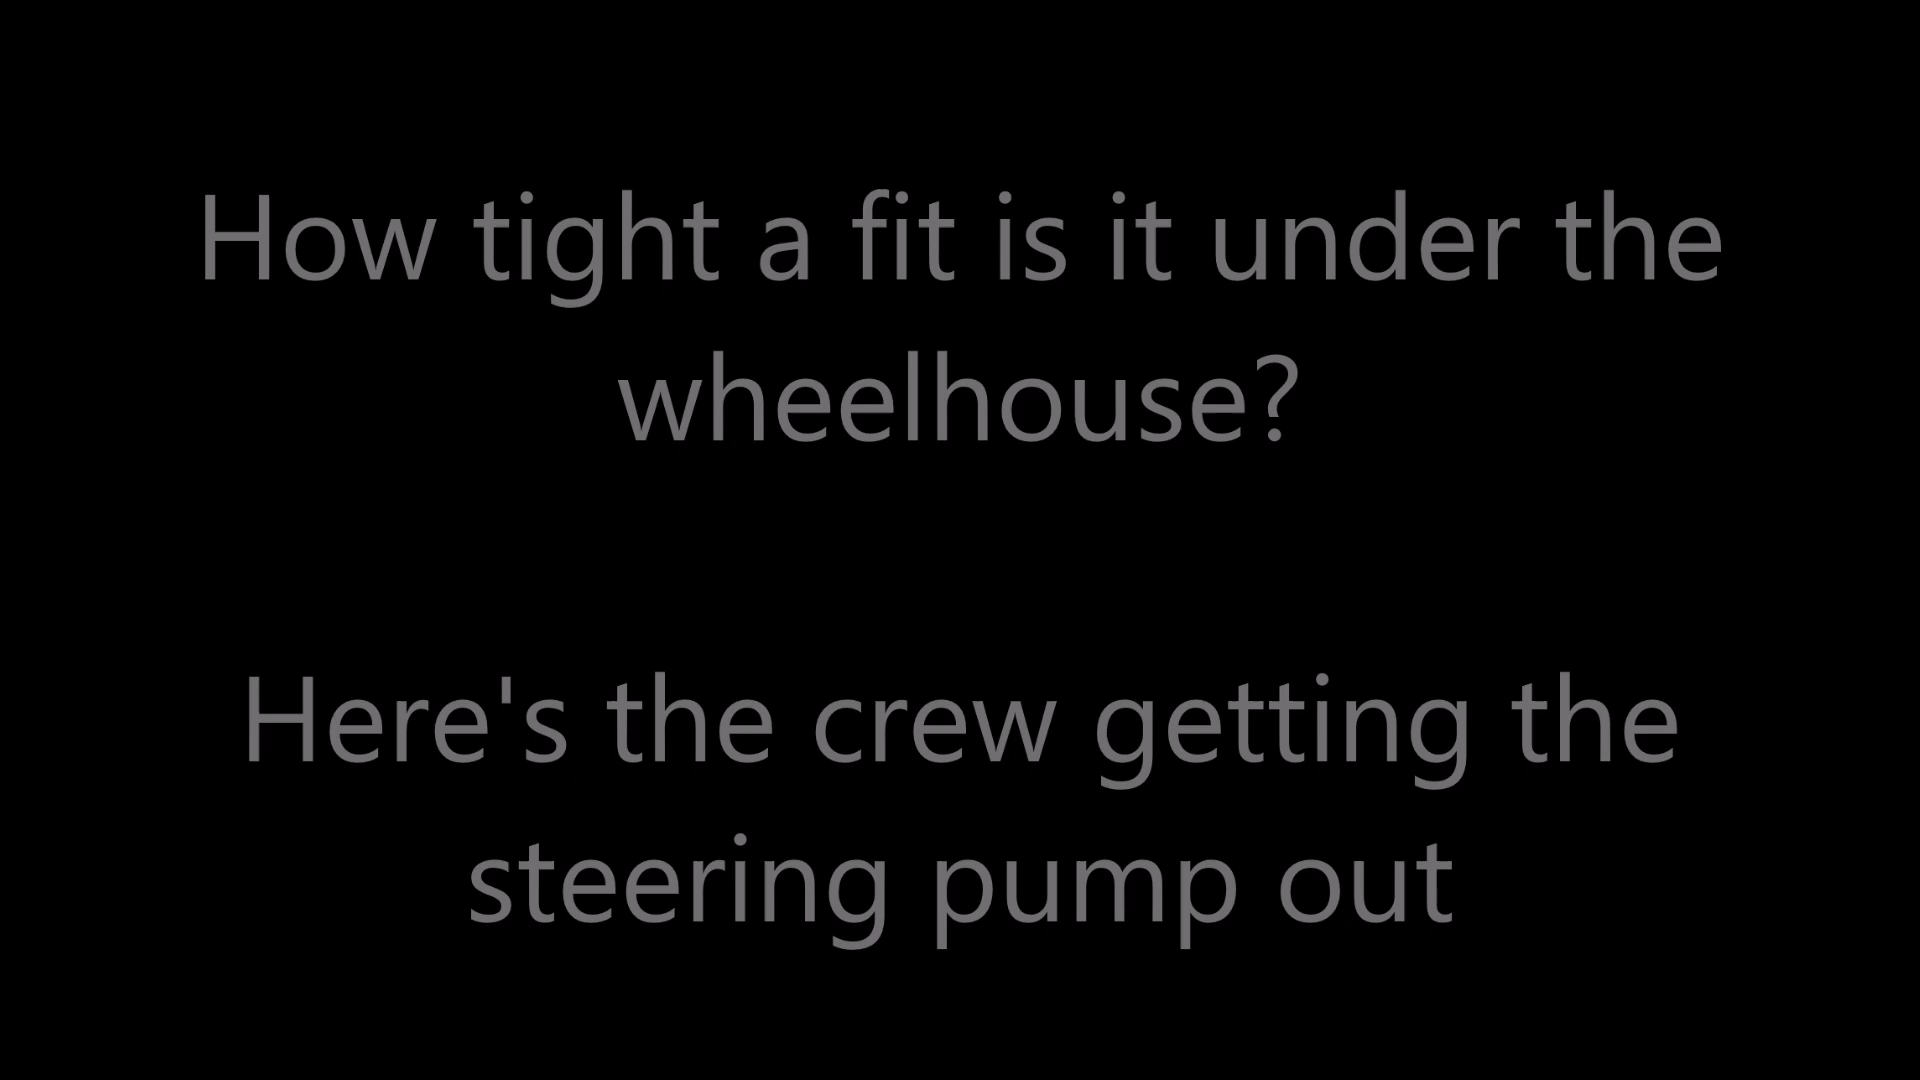 How tight a fit is it under the
wheelhouse?
Here's the crew getting the
steering pump out